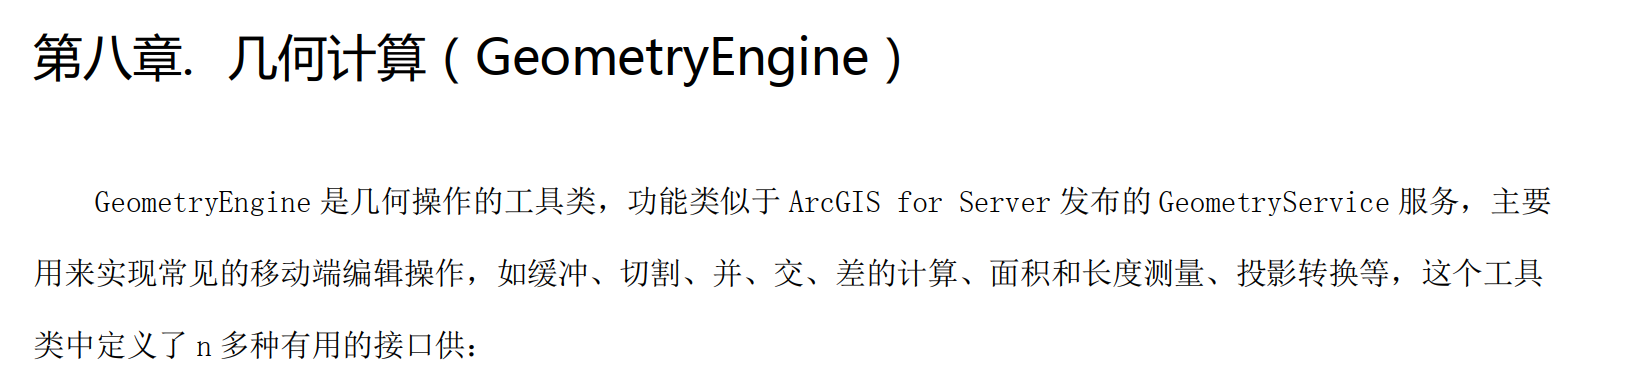 第八章. 几何计算（GeometryEngine）
GeometryEngine 是几何操作的工具类，功能类似于 ArcGIS for Server 发布的 GeometryService 服务，主要
用来实现常见的移动端编辑操作，如缓冲、切割、并、交、差的计算、面积和长度测量、投影转换等，这个工具
类中定义了 n 多种有用的接口供：